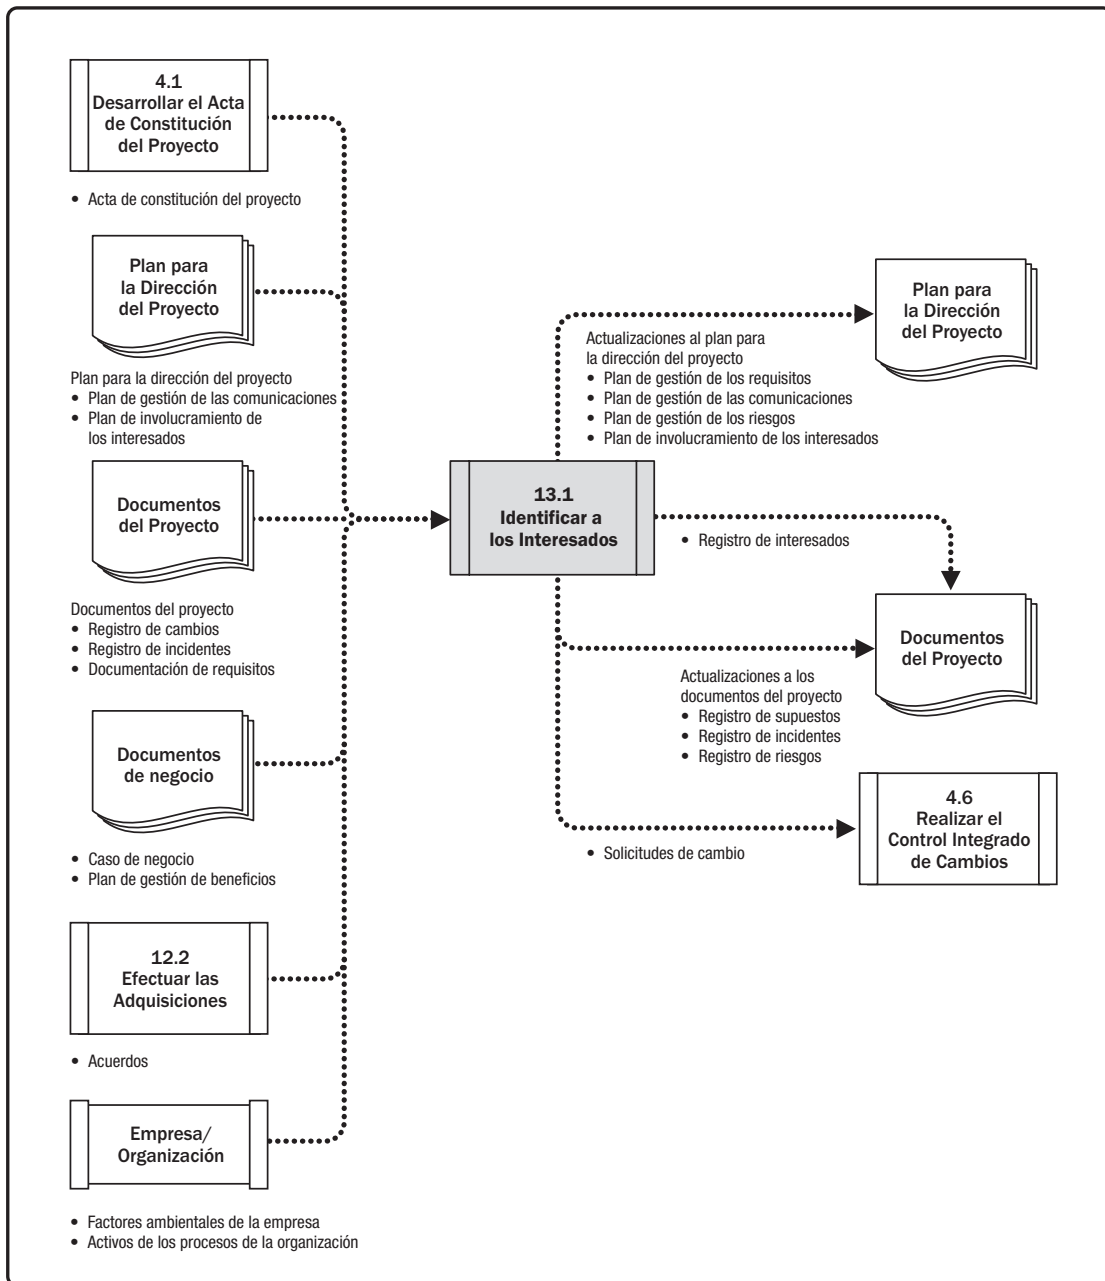 4.1
Desarrollar el Acta
de Constitución
del Proyecto
• Acta de constitución del proyecto
Plan para
la Dirección
del Proyecto
Plan para la dirección del proyecto
• Plan de gestión de las comunicaciones
• Plan de involucramiento de
los interesados
Documentos
del Proyecto
Documentos del proyecto
• Registro de cambios
• Registro de incidentes
• Documentación de requisitos
Documentos
de negocio
• Caso de negocio
• Plan de gestión de beneficios
12.2
Efectuar las
Adquisiciones
• Acuerdos
Empresa/
Organización
• Factores ambientales de la empresa
• Activos de los procesos de la organización
13.1
Identificar a
los Interesados
Actualizaciones al plan para
la dirección del proyecto
• Plan de gestión de los requisitos
• Plan de gestión de las comunicaciones
• Plan de gestión de los riesgos
• Plan de involucramiento de los interesados
Plan para
la Dirección
del Proyecto
• Registro de interesados
Documentos
del Proyecto
Actualizaciones a los
documentos del proyecto
• Registro de supuestos
• Registro de incidentes
• Registro de riesgos
• Solicitudes de cambio
4.6
Realizar el
Control Integrado
de Cambios